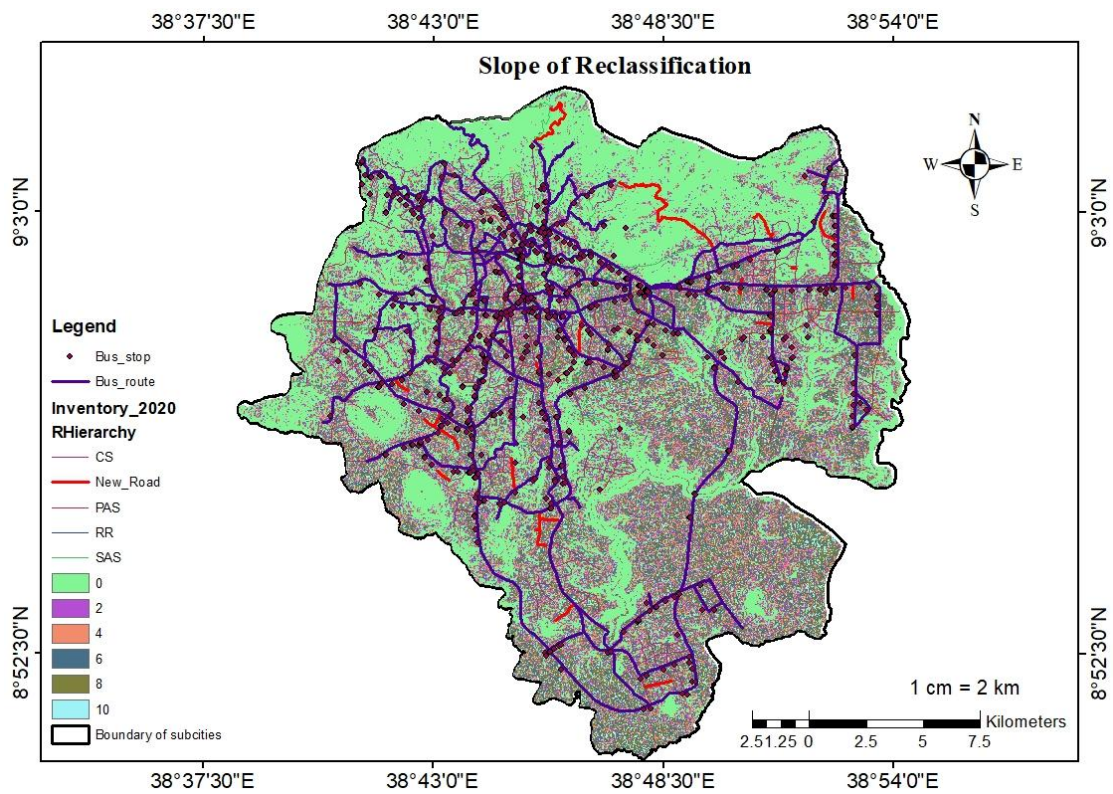 38°37'30"E 38°43'0"E 38°48'30"E 38°54'0"E
Slope of Reclassification
N
W E
S
9°3'0"N 9°3'0"N
Legend
Bus_stop
Bus_route
Inventory_2020
RHierarchy
CS
New_Road
PAS
RR
SAS
0
2
4
6
8
10
Boundary of subcities
8°52'30"N 8°52'30"N
1 cm = 2 km
Kilometers
2.51.25 0 2.5 5 7.5
38°37'30"E 38°43'0"E 38°48'30"E 38°54'0"E